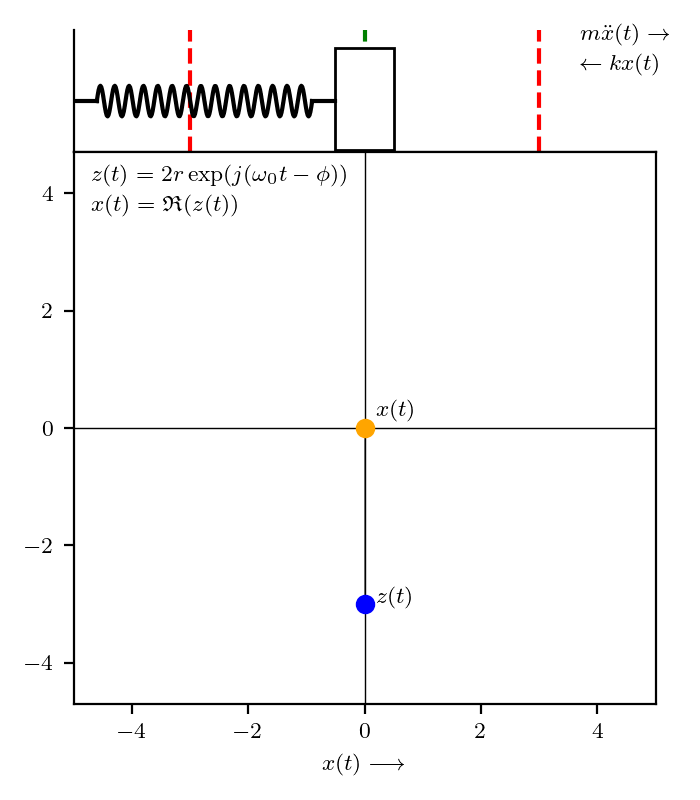 mẍ(t) →
← kx(t)
z(t) = 2r exp(j(ω₀t − ϕ))
x(t) = ℜ(z(t))
4
2
x(t)
0
−2
z(t)
−4
−4 −2 0 2 4
x(t) ⟶